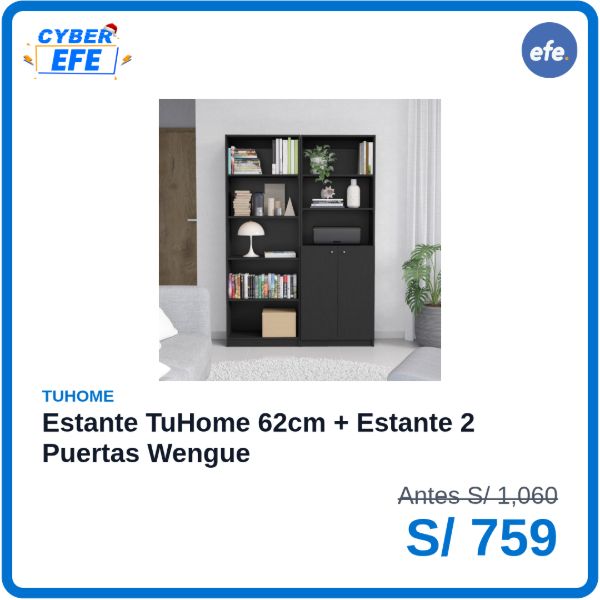 CYBER
EFE
efe.
TUHOME
Estante TuHome 62cm + Estante 2
Puertas Wengue
Antes S/ 1,060
S/ 759